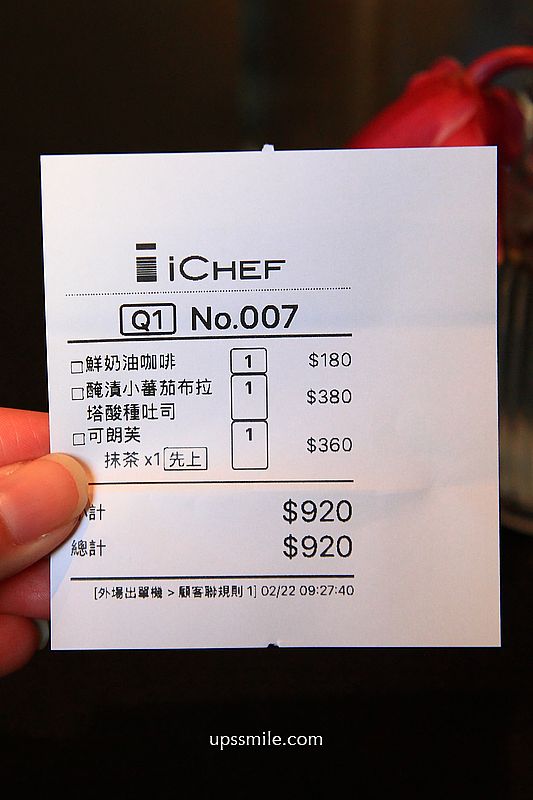 iCHEF
Q1 No.007
□鮮奶油咖啡 1 $180
□醃漬小蕃茄布拉 1 $380
塔酸種吐司
□可朗芙 1 $360
抹茶 x1 先上
計 $920
總計 $920
[外場出單機 > 顧客聯規則 1] 02/22 09:27:40
upssmile.com